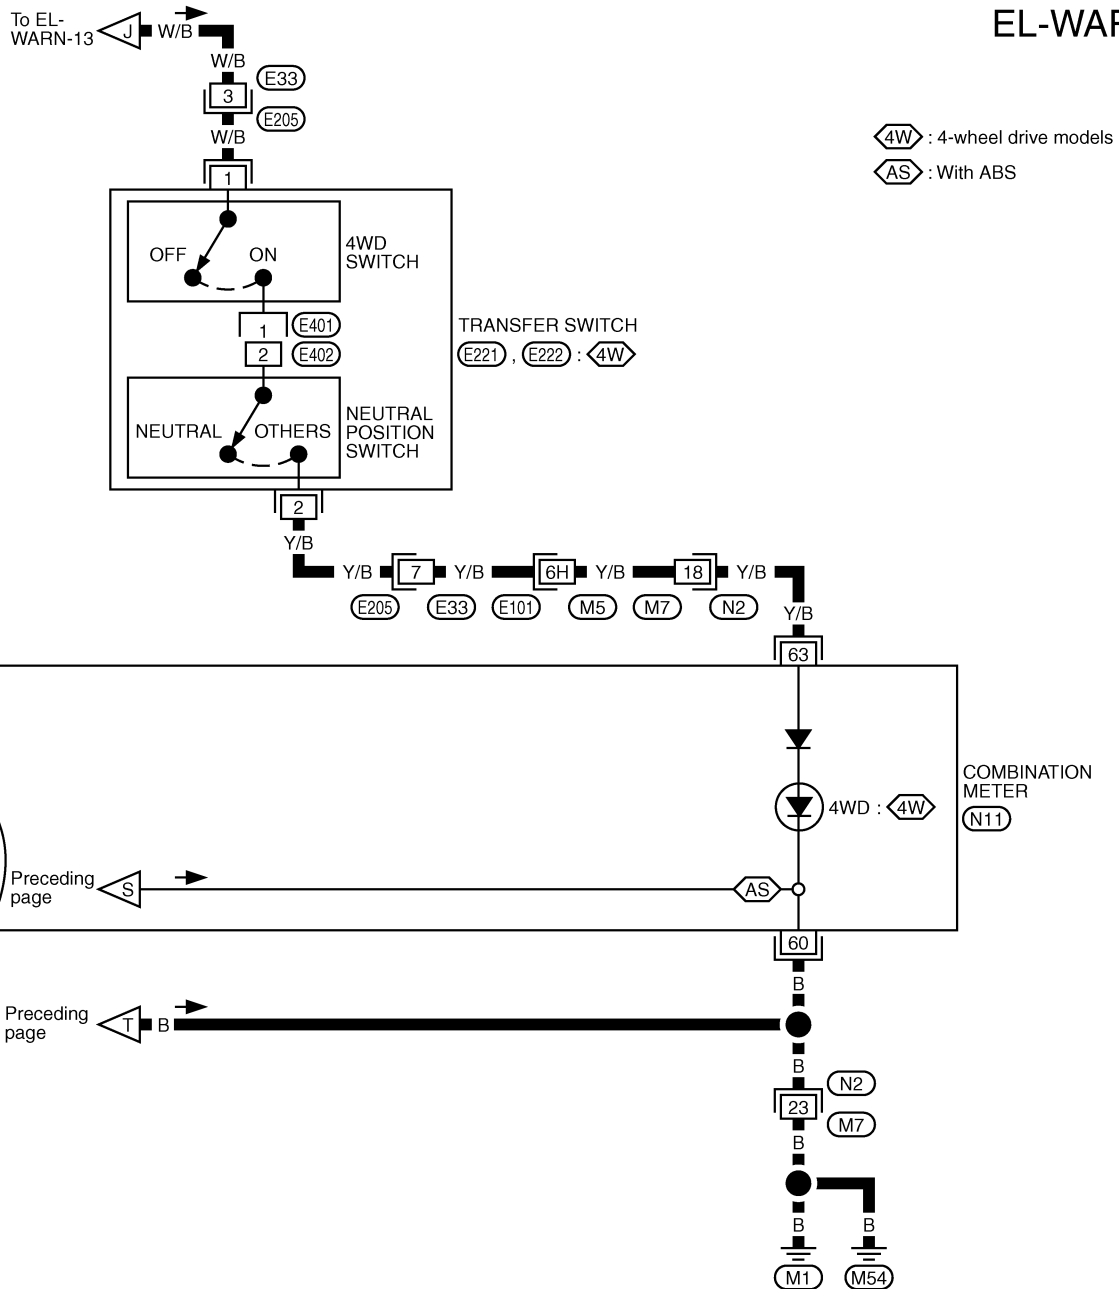 EL-WAR
To EL-
WARN-13
J
W/B
W/B
3
E33
E205
W/B
1
4W : 4-wheel drive models
AS : With ABS
OFF
ON
4WD
SWITCH
1
E401
2
E402
TRANSFER SWITCH
E221 , E222 : 4W
NEUTRAL
OTHERS
NEUTRAL
POSITION
SWITCH
2
Y/B
Y/B 7 Y/B 6H Y/B 18 Y/B
E205 E33 E101 M5 M7 N2
Y/B
63
COMBINATION
METER
N11
4WD : 4W
Preceding
page
S
AS
60
B
Preceding
page
T
B
B
N2
23
M7
B
B
B
M1
M54